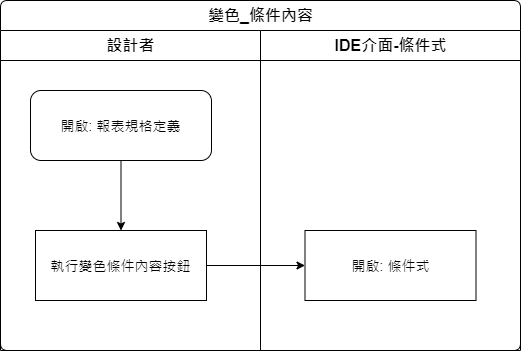 變色_條件內容
設計者
IDE介面-條件式
開啟: 報表規格定義
執行變色條件內容按鈕
開啟: 條件式